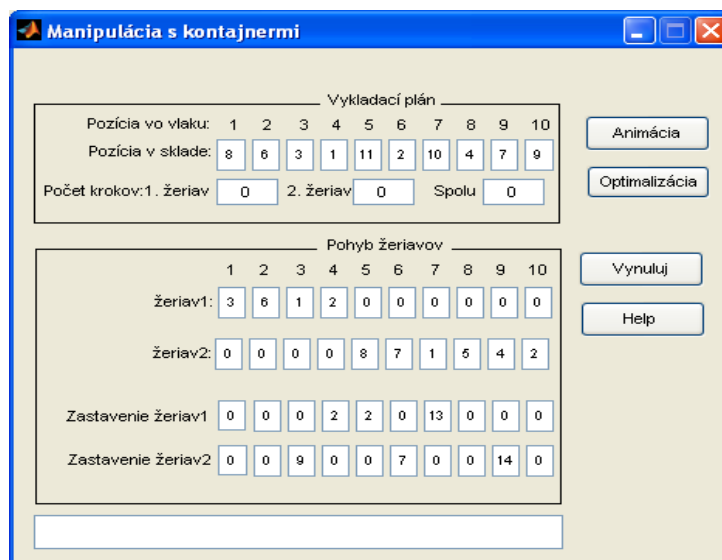 Manipulácia s kontajnermi
Vykladací plán
Pozícia vo vlaku: 1 2 3 4 5 6 7 8 9 10
Pozícia v sklade: 8 6 3 1 11 2 10 4 7 9
Počet krokov:1. žeriav 0 2. žeriav 0 Spolu 0
Animácia
Optimalizácia
Pohyb žeriavov
1 2 3 4 5 6 7 8 9 10
žeriav1: 3 6 1 2 0 0 0 0 0 0
žeriav2: 0 0 0 0 8 7 1 5 4 2
Zastavenie žeriav1 0 0 0 2 2 0 13 0 0 0
Zastavenie žeriav2 0 0 9 0 0 7 0 0 14 0
Vynuluj
Help